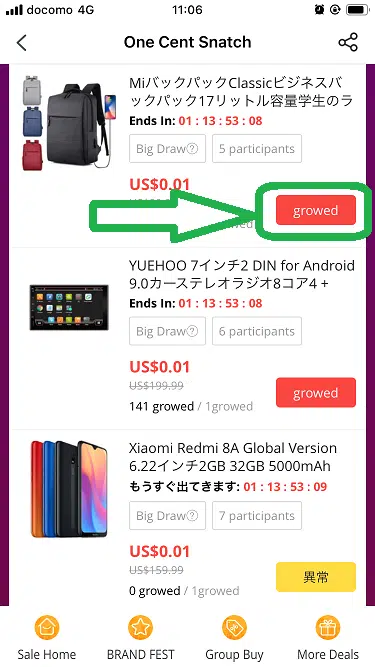 docomo 4G 11:06
One Cent Snatch
MiバックパックClassicビジネスバ
ックパック17リットル容量学生のラ
Ends In: 01 : 13 : 53 : 08
Big Draw? 5 participants
US$0.01
growed
YUEHOO 7インチ2 DIN for Android
9.0カーステレオラジオ8コア4 +
Ends In: 01 : 13 : 53 : 08
Big Draw? 6 participants
US$0.01
US$199.99
growed
141 growed / 1growed
Xiaomi Redmi 8A Global Version
6.22インチ2GB 32GB 5000mAh
もうすぐ出てきます: 01 : 13 : 53 : 09
Big Draw? 7 participants
US$0.01
US$159.99
異常
0 growed / 1growed
Sale Home BRAND FEST Group Buy More Deals